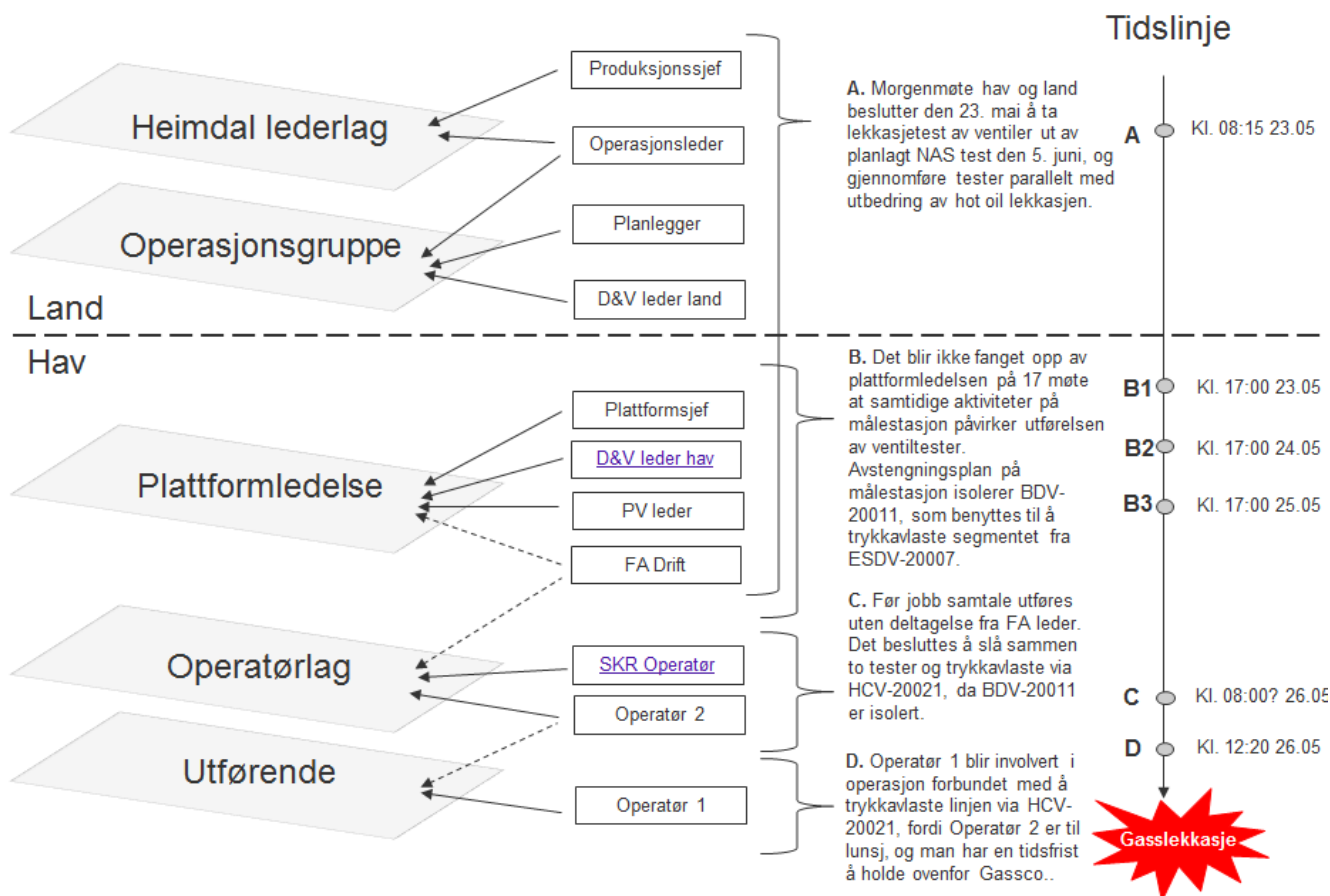 Tidslinje
Heimdal lederlag
Operasjonsgruppe
Land
Produksjonssjef
Operasjonsleder
Planlegger
D&V leder land
A. Morgenmøte hav og land
beslutter den 23. mai å ta
lekkasjetest av ventiler ut av
planlagt NAS test den 5. juni, og
gjennomføre tester parallelt med
utbedring av hot oil lekkasjen.
A
Kl. 08:15 23.05
Hav
Plattformledelse
Plattformsjef
D&V leder hav
PV leder
FA Drift
B. Det blir ikke fanget opp av
plattformledelsen på 17 møte
at samtidige aktiviteter på
målestasjon påvirker utførelsen
av ventiltester.
Avstengningsplan på
målestasjon isolerer BDV-
20011, som benyttes til å
trykkavlaste segmentet fra
ESDV-20007.
B1
Kl. 17:00 23.05
B2
Kl. 17:00 24.05
B3
Kl. 17:00 25.05
Operatørlag
SKR Operatør
Operatør 2
C. Før jobb samtale utføres
uten deltagelse fra FA leder.
Det besluttes å slå sammen
to tester og trykkavlaste via
HCV-20021, da BDV-20011
er isolert.
C
Kl. 08:00? 26.05
Utførende
Operatør 1
D. Operatør 1 blir involvert i
operasjon forbundet med å
trykkavlaste linjen via HCV-
20021, fordi Operatør 2 er til
lunsj, og man har en tidsfrist
å holde ovenfor Gassco..
D
Kl. 12:20 26.05
Gasslekkasje